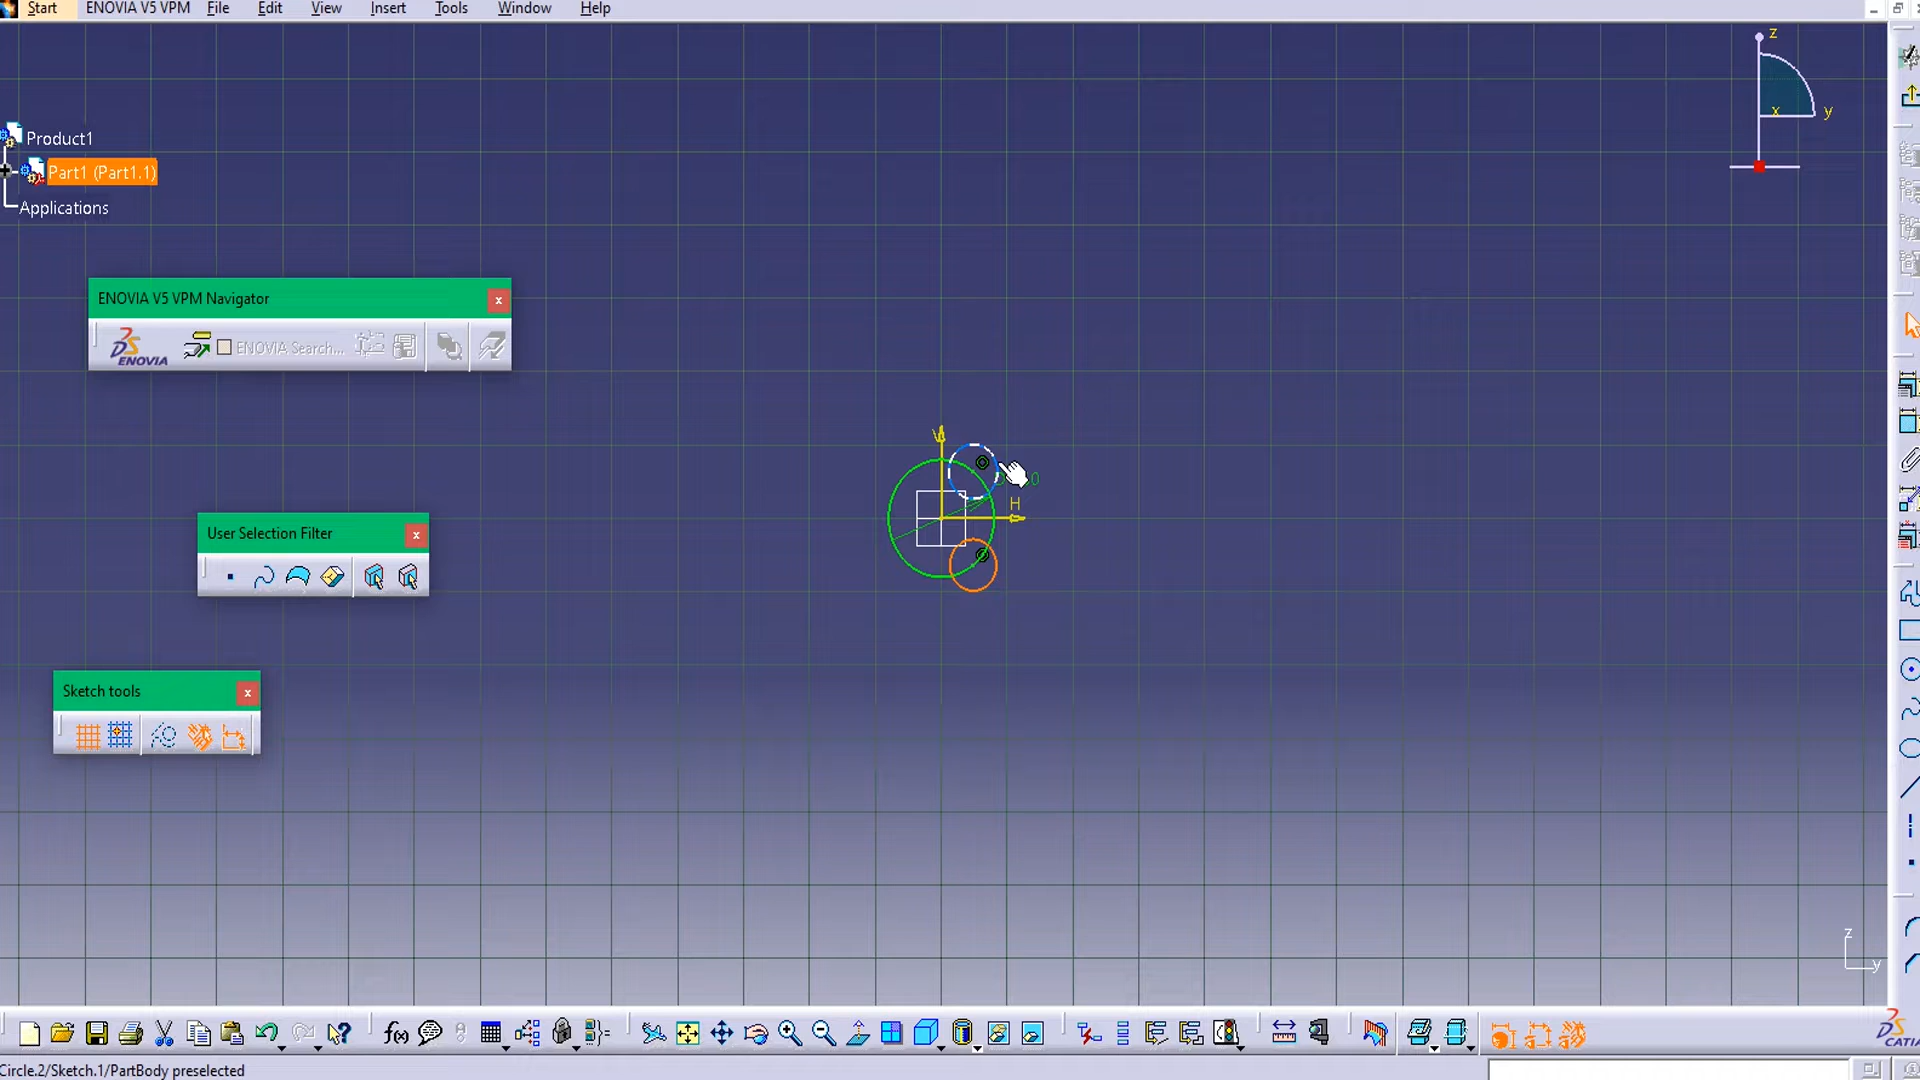 Start ENOVIA V5 VPM File Edit View Insert Tools Window Help
z
x y
Product1
Part1 (Part1.1)
Applications
ENOVIA V5 VPM Navigator x
ENOVIA ENOVIA Search...
V
H
User Selection Filter x
Sketch tools x
z
y
f(x)
CATIA
Circle.2/Sketch.1/PartBody preselected